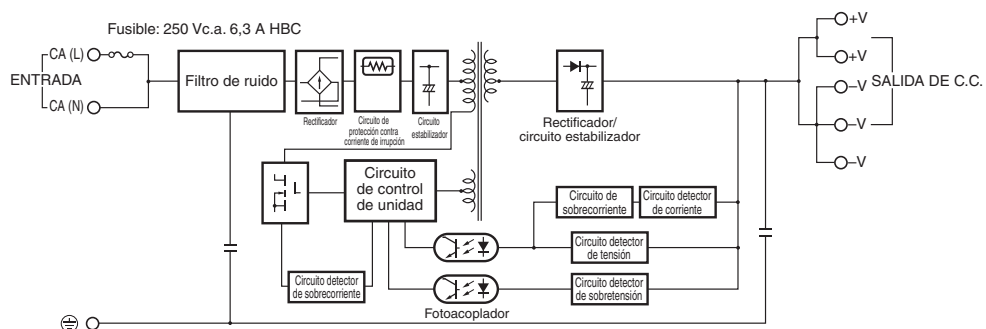 Fusible: 250 Vc.a. 6,3 A HBC
CA (L)
ENTRADA
CA (N)
Filtro de ruido
Rectificador
Circuito de
protección contra
corriente de irrupción
Circuito
estabilizador
Rectificador/
circuito estabilizador
+V
+V
–V
–V
–V
SALIDA DE C.C.
Circuito
de control
de unidad
Circuito de
sobrecorriente
Circuito detector
de corriente
Circuito detector
de tensión
Circuito detector
de sobrecorriente
Circuito detector
de sobretensión
Fotoacoplador